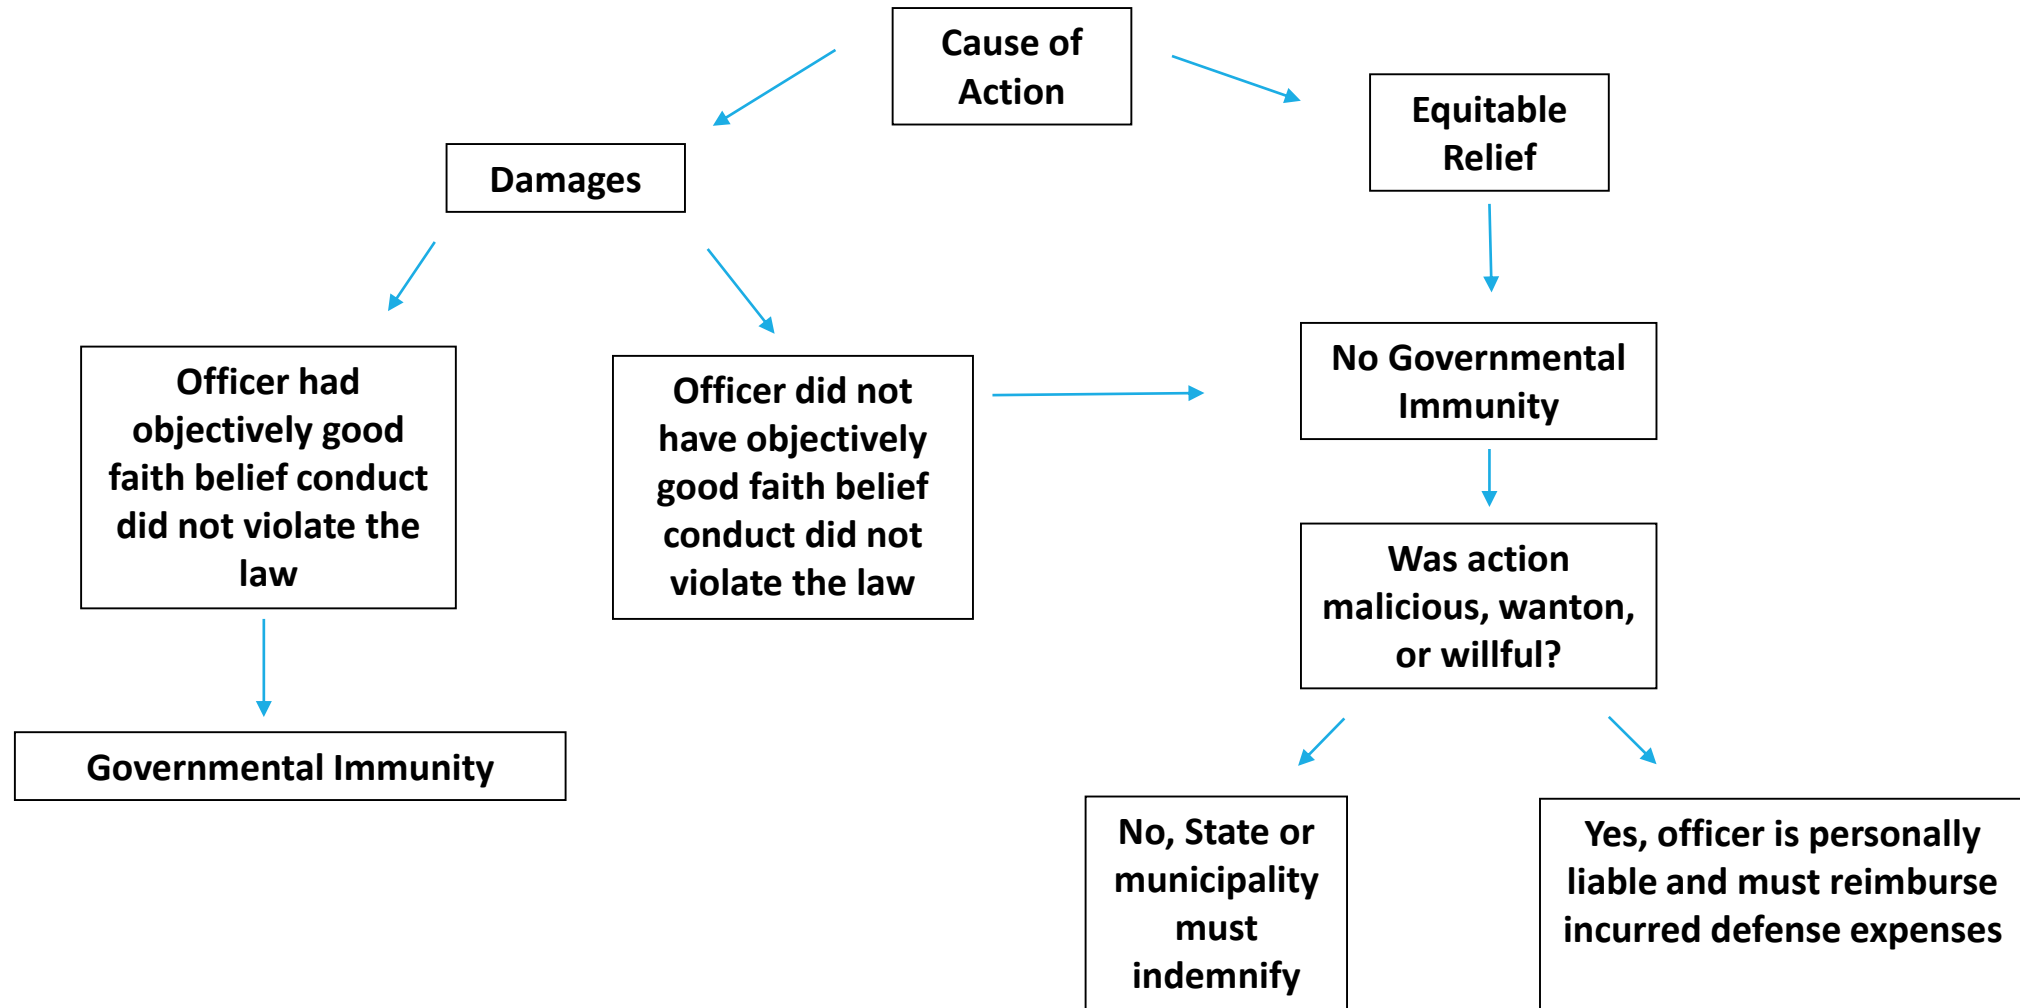 Cause of
Action
Equitable
Relief
Damages
No Governmental
Immunity
Officer had
objectively good
faith belief conduct
did not violate the
law
Officer did not
have objectively
good faith belief
conduct did not
violate the law
Was action
malicious, wanton,
or willful?
Governmental Immunity
No, State or
municipality
must
indemnify
Yes, officer is personally
liable and must reimburse
incurred defense expenses